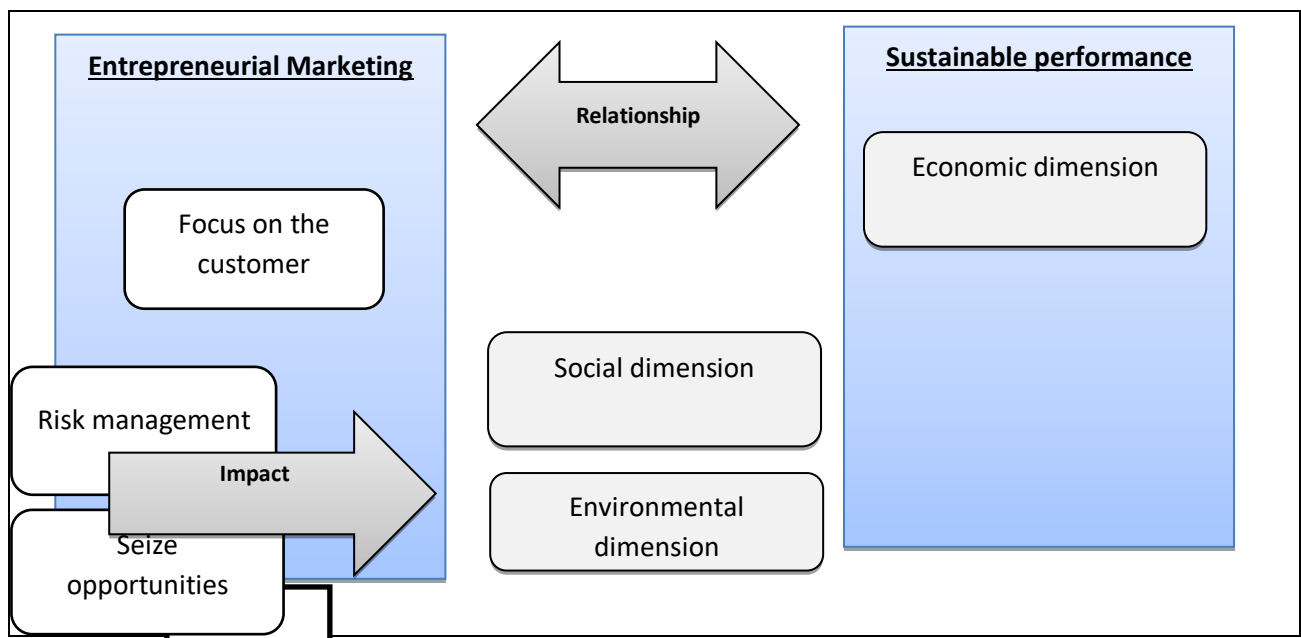 Entrepreneurial Marketing
Focus on the
customer
Risk management
Impact
Seize
opportunities
Relationship
Social dimension
Environmental
dimension
Sustainable performance
Economic dimension